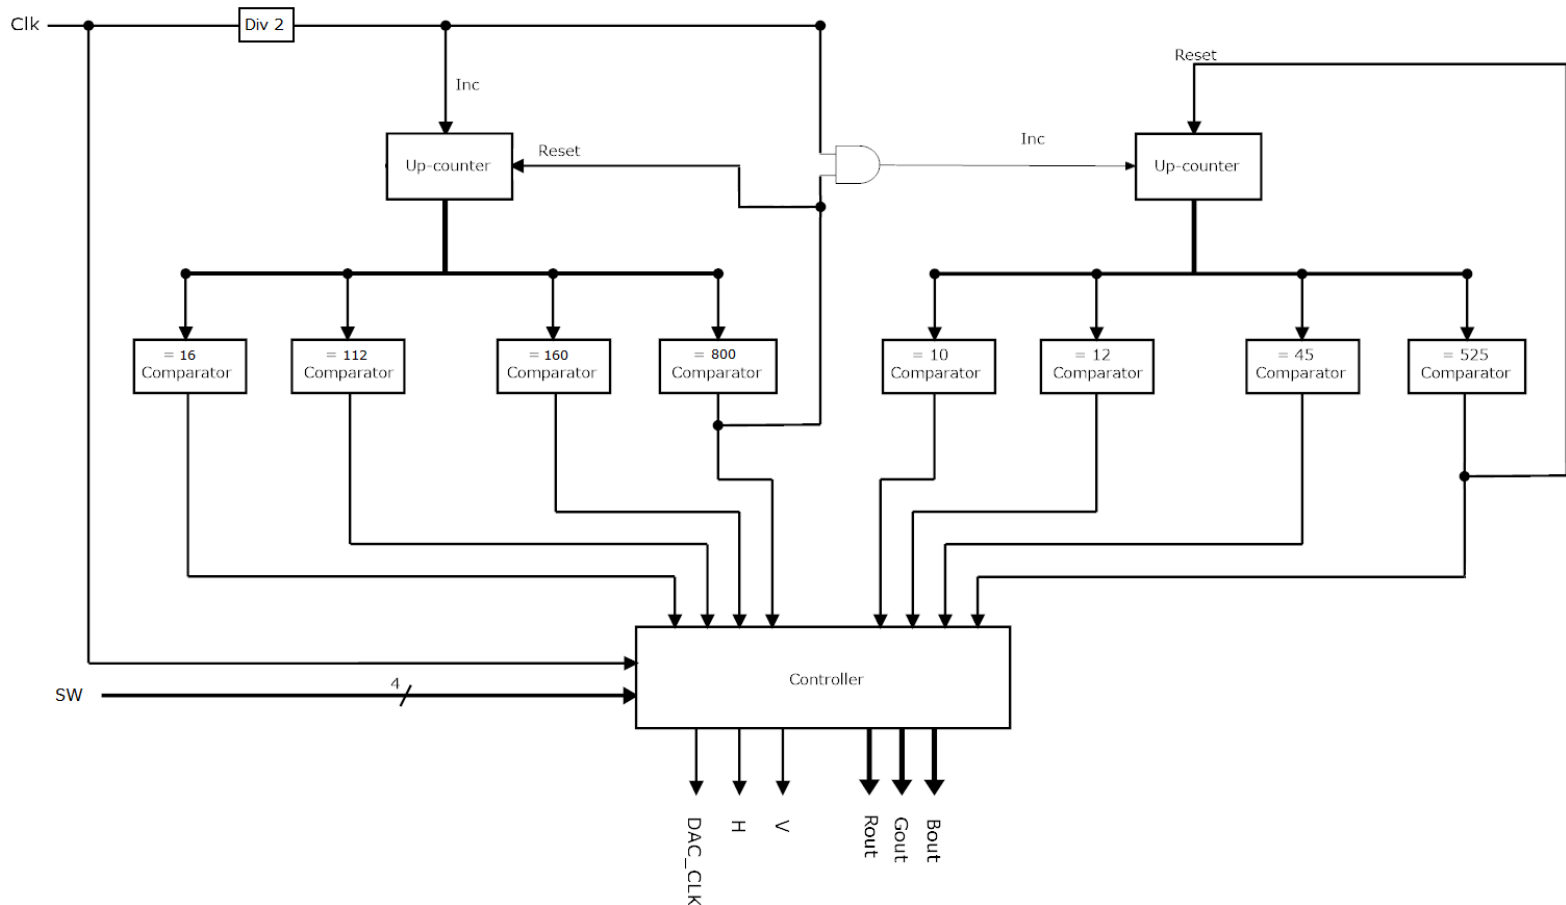 Clk
Div 2
Inc
Reset
Up-counter
Reset
Inc
Up-counter
= 16
Comparator
= 112
Comparator
= 160
Comparator
= 800
Comparator
= 10
Comparator
= 12
Comparator
= 45
Comparator
= 525
Comparator
SW
4
Controller
DAC_CLK
H
V
Rout
Gout
Bout